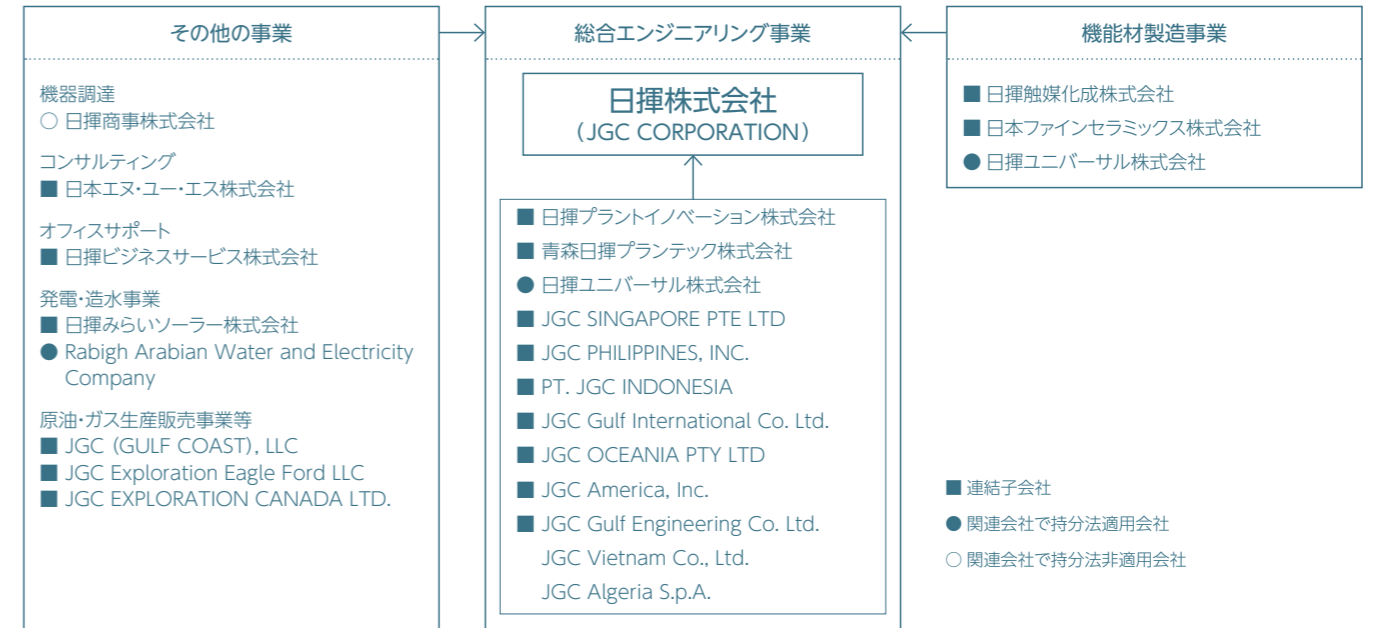 その他の事業
機器調達
○ 日揮商事株式会社
コンサルティング
■ 日本エヌ・ユー・エス株式会社
オフィスサポート
■ 日揮ビジネスサービス株式会社
発電・造水事業
■ 日揮みらいソーラー株式会社
● Rabigh Arabian Water and Electricity
Company
原油・ガス生産販売事業等
■ JGC (GULF COAST), LLC
■ JGC Exploration Eagle Ford LLC
■ JGC EXPLORATION CANADA LTD.
総合エンジニアリング事業
日揮株式会社
(JGC CORPORATION)
■ 日揮プラントイノベーション株式会社
■ 青森日揮プランテック株式会社
● 日揮ユニバーサル株式会社
■ JGC SINGAPORE PTE LTD
■ JGC PHILIPPINES, INC.
■ PT. JGC INDONESIA
■ JGC Gulf International Co. Ltd.
■ JGC OCEANIA PTY LTD
■ JGC America, Inc.
■ JGC Gulf Engineering Co. Ltd.
JGC Vietnam Co., Ltd.
JGC Algeria S.p.A.
機能材製造事業
■ 日揮触媒化成株式会社
■ 日本ファインセラミックス株式会社
● 日揮ユニバーサル株式会社
■ 連結子会社
● 関連会社で持分法適用会社
○ 関連会社で持分法非適用会社